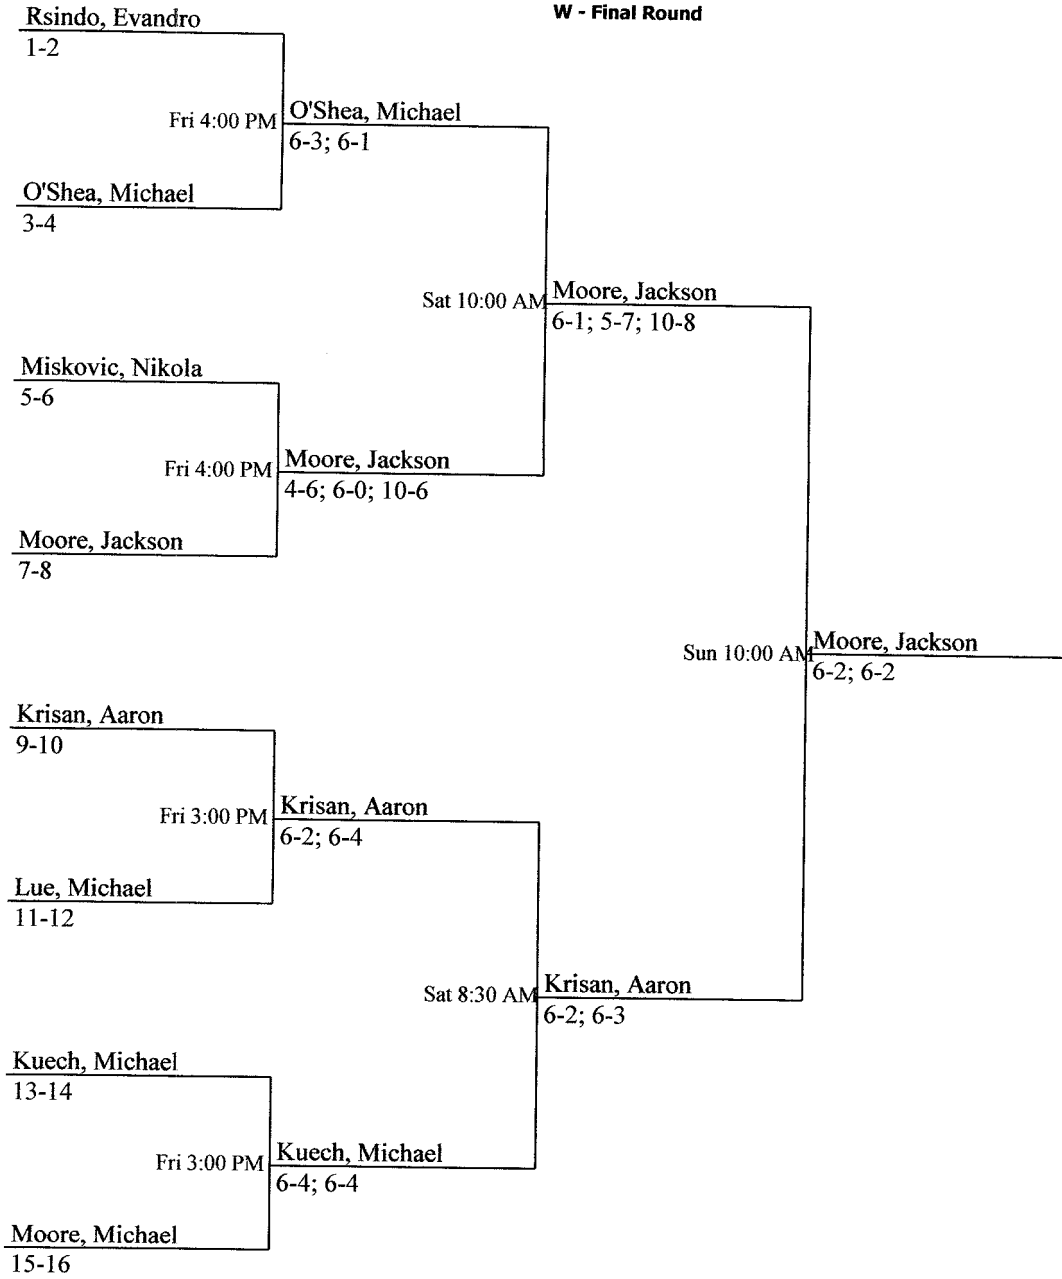 W - Final Round
Rsindo, Evandro
1-2
Fri 4:00 PM
O'Shea, Michael
6-3; 6-1
O'Shea, Michael
3-4
Sat 10:00 AM
Moore, Jackson
6-1; 5-7; 10-8
Miskovic, Nikola
5-6
Fri 4:00 PM
Moore, Jackson
4-6; 6-0; 10-6
Moore, Jackson
7-8
Sun 10:00 AM
Moore, Jackson
6-2; 6-2
Krisan, Aaron
9-10
Fri 3:00 PM
Krisan, Aaron
6-2; 6-4
Lue, Michael
11-12
Sat 8:30 AM
Krisan, Aaron
6-2; 6-3
Kuech, Michael
13-14
Fri 3:00 PM
Kuech, Michael
6-4; 6-4
Moore, Michael
15-16